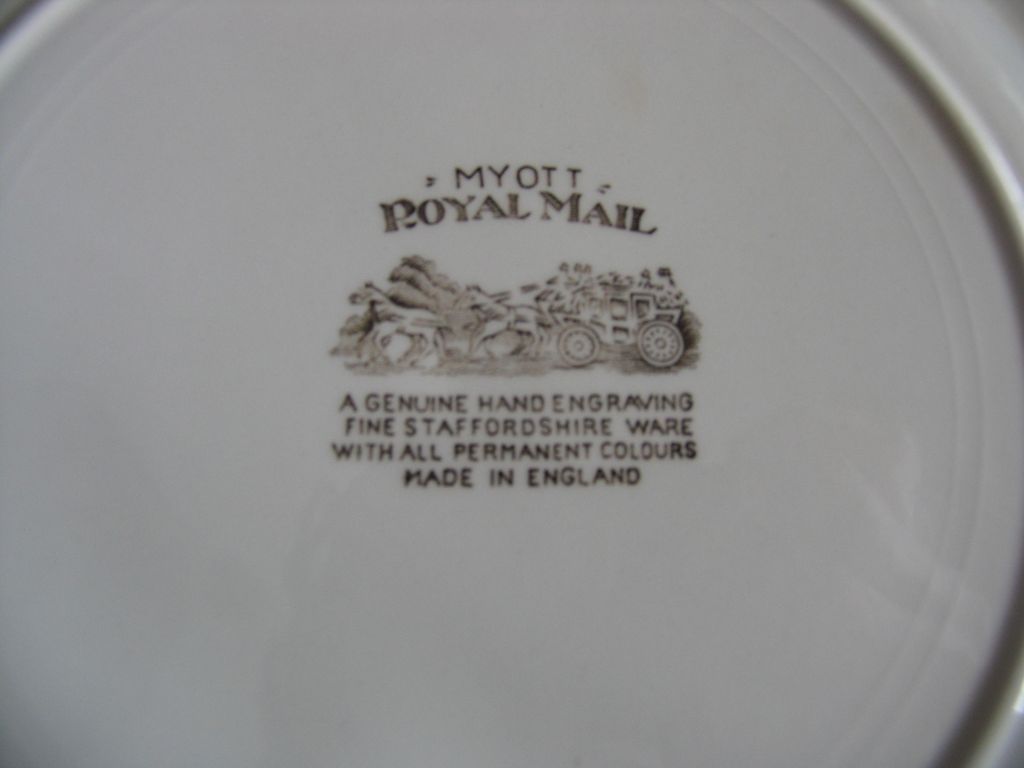 MYOTT
ROYAL MAIL
A GENUINE HAND ENGRAVING
FINE STAFFORDSHIRE WARE
WITH ALL PERMANENT COLOURS
MADE IN ENGLAND